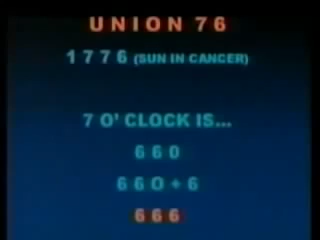 UNION 76
1776 (SUN IN CANCER)
7 O' CLOCK IS...
660
660+6
666